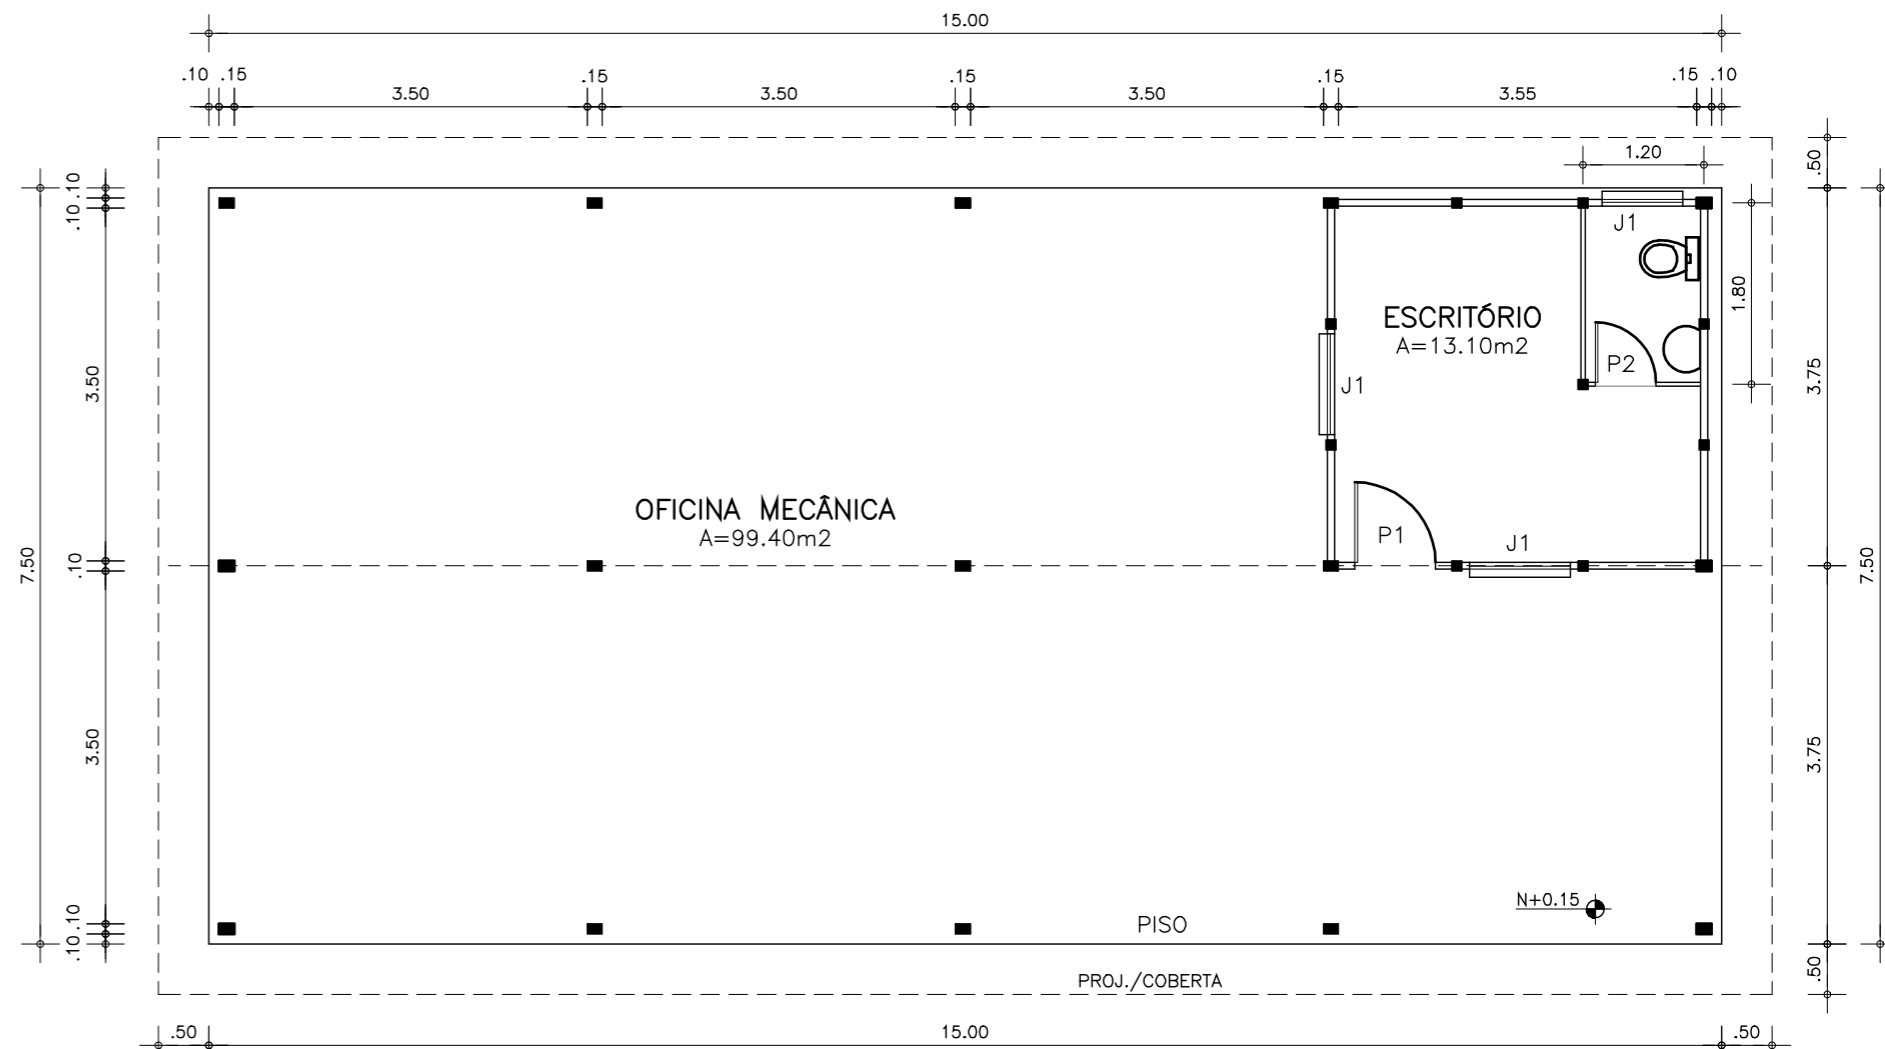 15.00
.10 .15 3.50 .15 3.50 .15 3.50 .15 3.55 .15 .10
1.20
.50
.10
.10
J1
1.80
ESCRITÓRIO
A=13.10m2
P2
3.50
J1
3.75
OFICINA MECÂNICA
A=99.40m2
P1
J1
7.50
.10
7.50
3.50
3.75
N+0.15
PISO
.10
.10
PROJ./COBERTA
.50
.50 15.00 .50